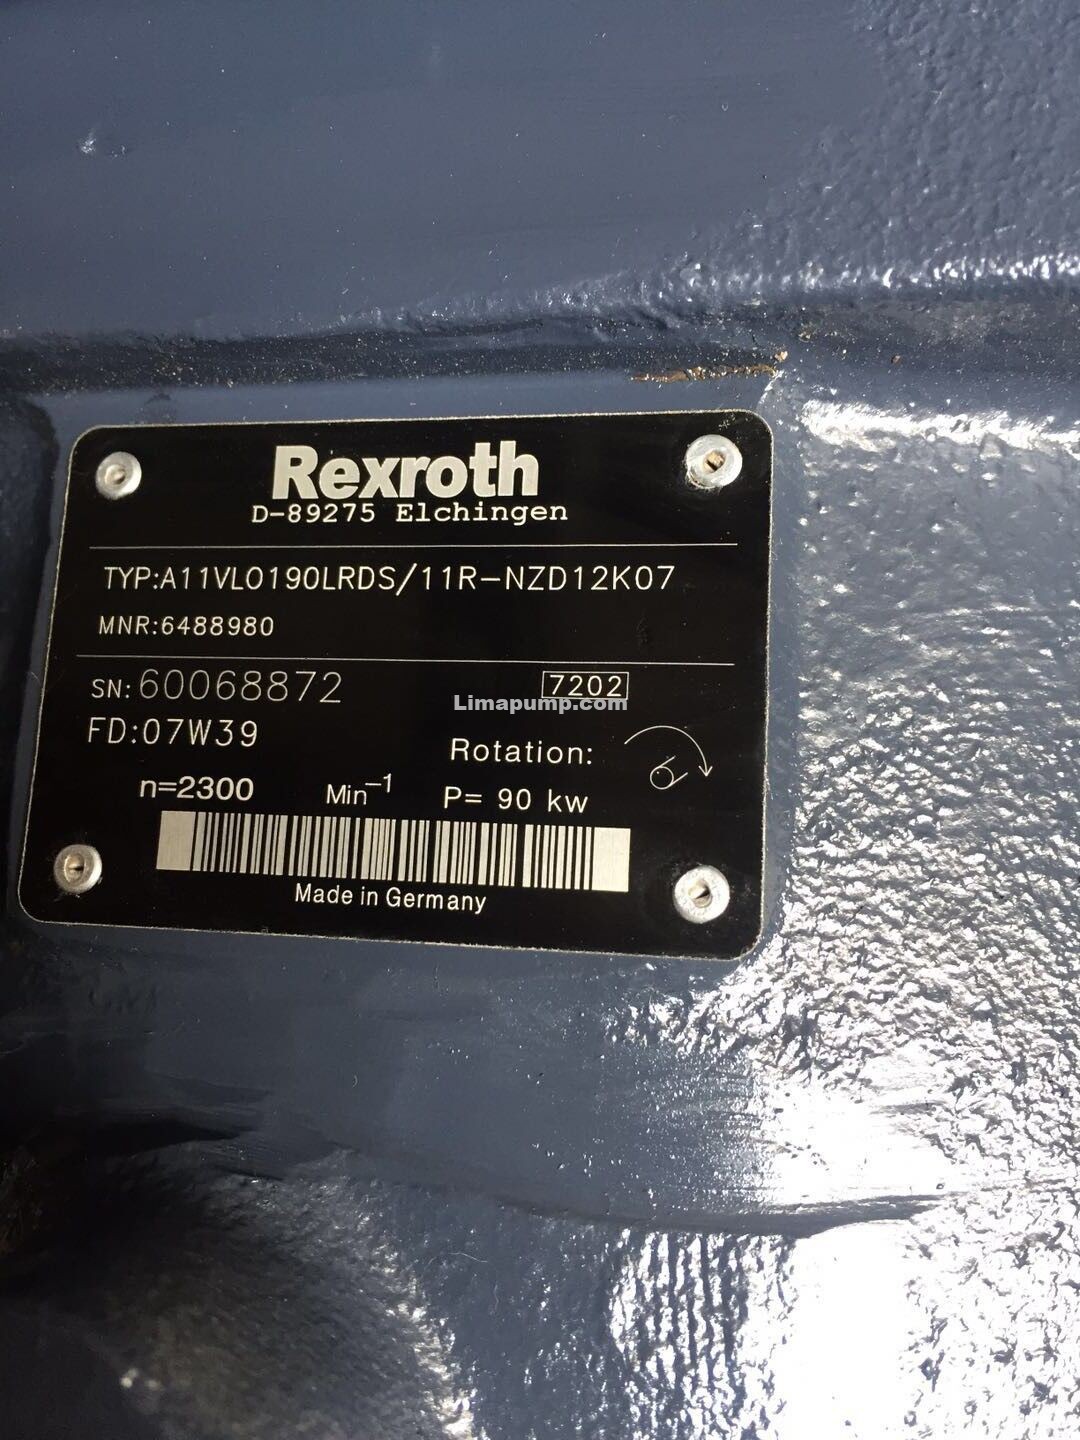 Rexroth
D-89275 Elchingen
TYP:A11VLO190LRDS/11R-NZD12K07
MNR:6488980
SN:60068872
7202
Limapump.com
FD:07W39
Rotation:
n=2300 Min-1 P= 90 kw
Made in Germany